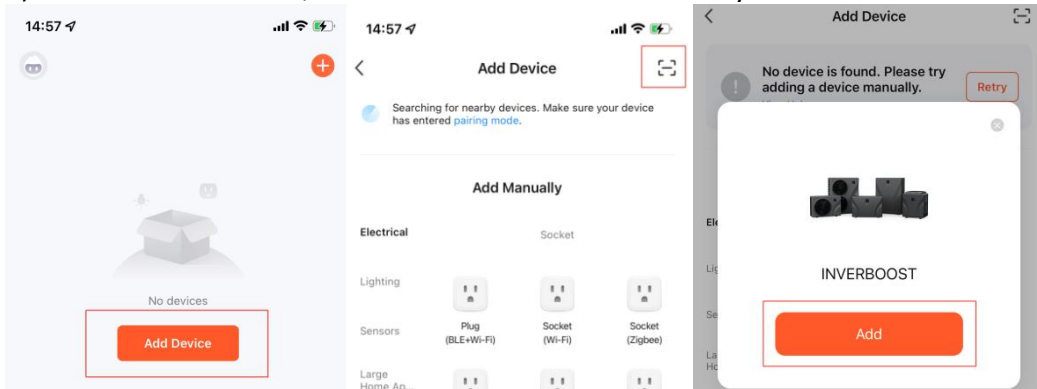 14:57
No devices
Add Device
14:57
Add Device
Searching for nearby devices. Make sure your device
has entered pairing mode.
Add Manually
Electrical
Socket
Lighting
Sensors
Plug
(BLE+Wi-Fi)
Socket
(Wi-Fi)
Socket
(Zigbee)
Large
Home Ap...
Add Device
No device is found. Please try
adding a device manually.
Retry
INVERBOOST
Add